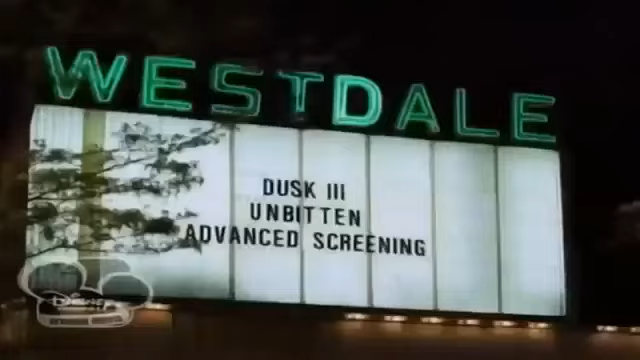 WESTDALE
DUSK III
UNBITTEN
ADVANCED SCREENING
DISNEY